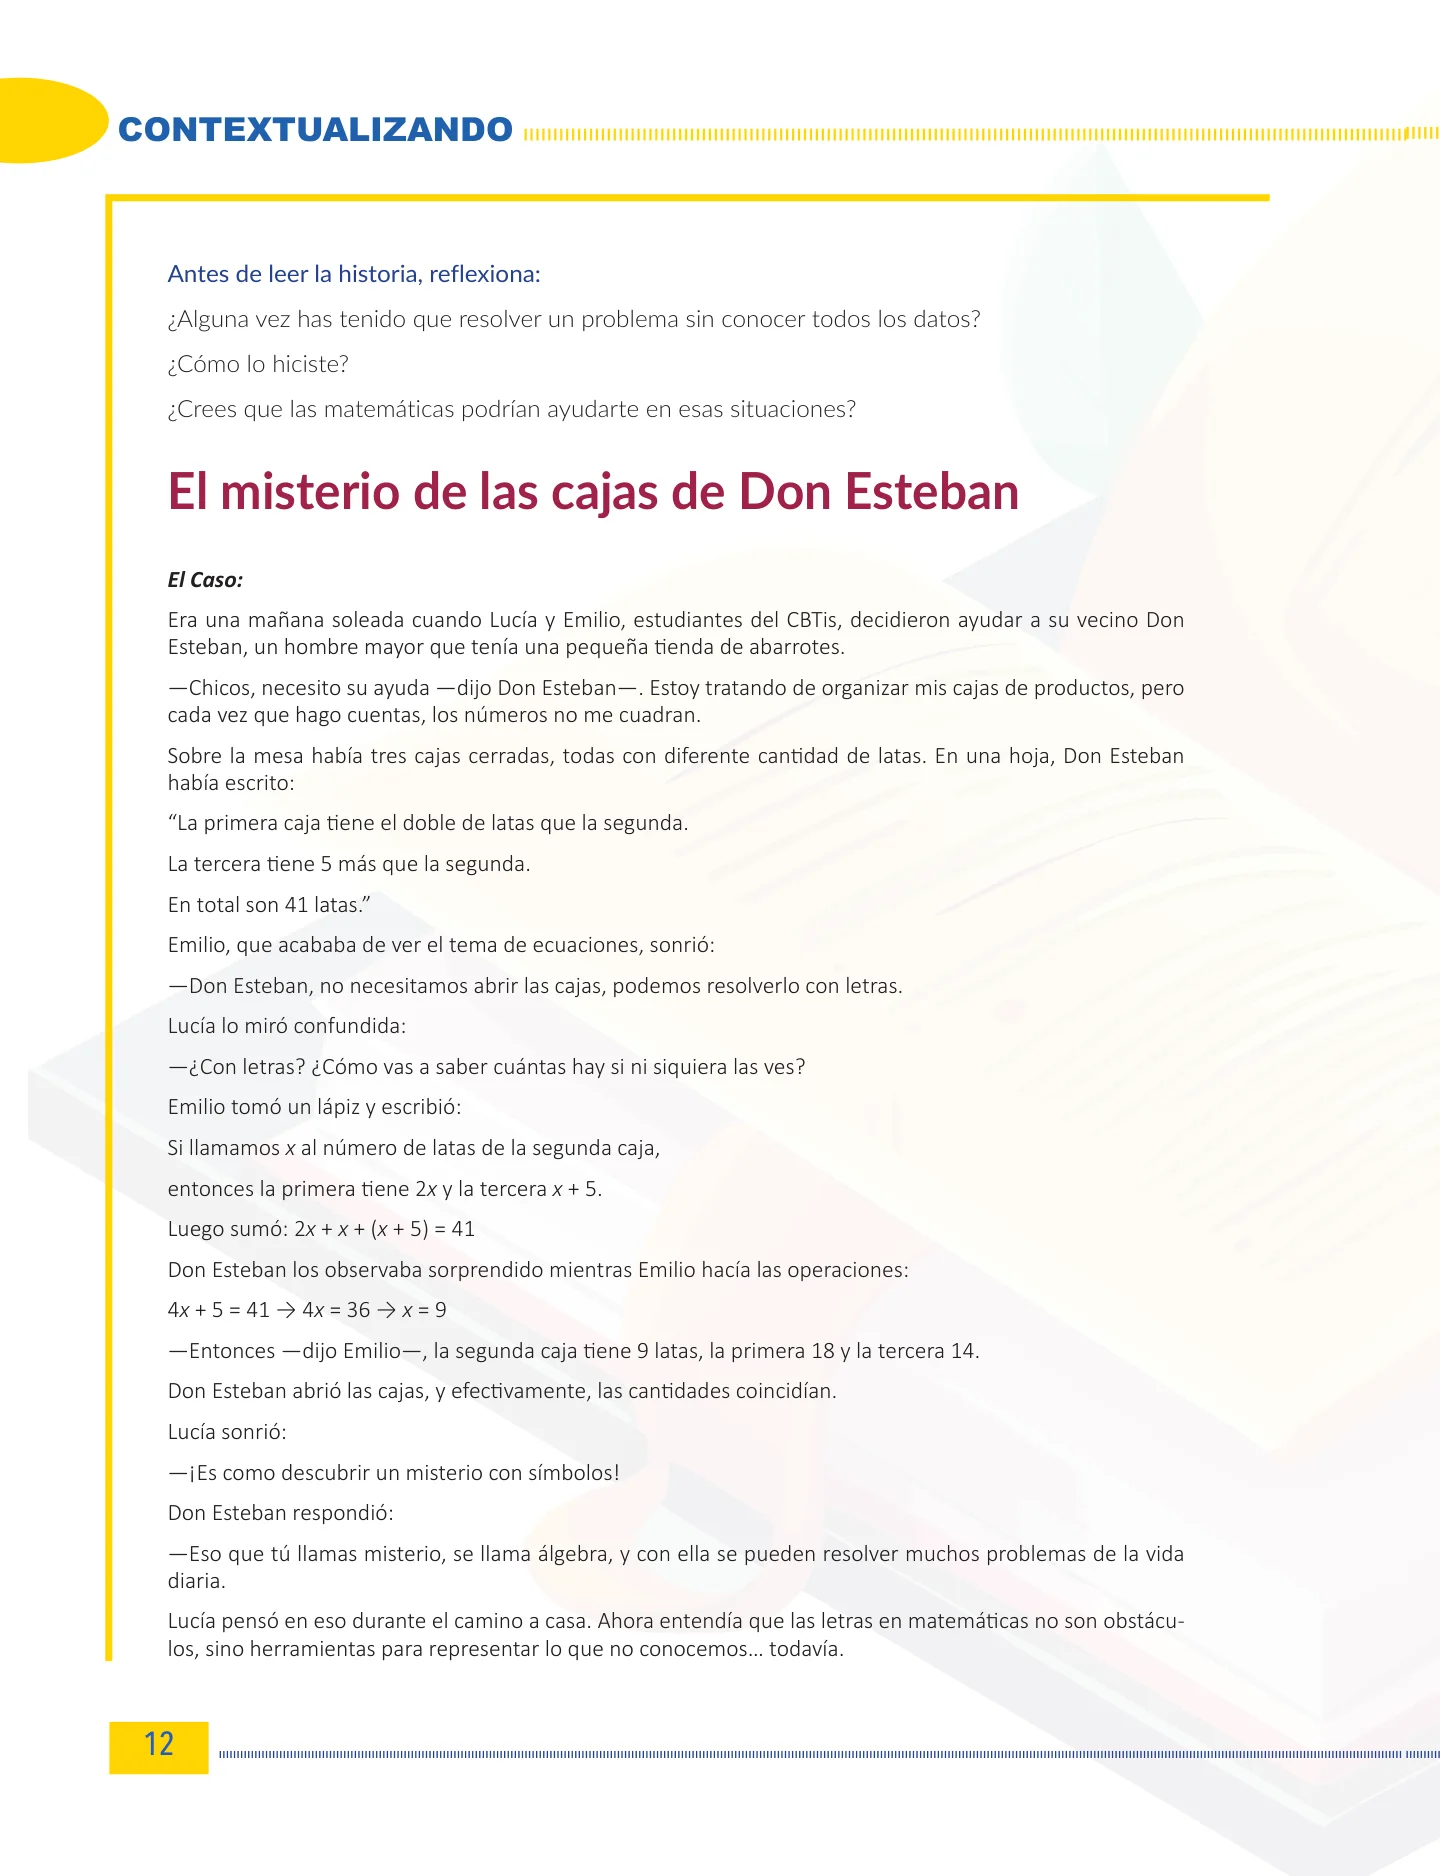 CONTEXTUALIZANDO
Antes de leer la historia, reflexiona:
¿Alguna vez has tenido que resolver un problema sin conocer todos los datos?
¿Cómo lo hiciste?
¿Crees que las matemáticas podrían ayudarte en esas situaciones?
El misterio de las cajas de Don Esteban
El Caso:
Era una mañana soleada cuando Lucía y Emilio, estudiantes del CBTis, decidieron ayudar a su vecino Don
Esteban, un hombre mayor que tenía una pequeña tienda de abarrotes.
—Chicos, necesito su ayuda —dijo Don Esteban—. Estoy tratando de organizar mis cajas de productos, pero
cada vez que hago cuentas, los números no me cuadran.
Sobre la mesa había tres cajas cerradas, todas con diferente cantidad de latas. En una hoja, Don Esteban
había escrito:
“La primera caja tiene el doble de latas que la segunda.
La tercera tiene 5 más que la segunda.
En total son 41 latas.”
Emilio, que acababa de ver el tema de ecuaciones, sonrió:
—Don Esteban, no necesitamos abrir las cajas, podemos resolverlo con letras.
Lucía lo miró confundida:
—¿Con letras? ¿Cómo vas a saber cuántas hay si ni siquiera las ves?
Emilio tomó un lápiz y escribió:
Si llamamos x al número de latas de la segunda caja,
entonces la primera tiene 2x y la tercera x + 5.
Luego sumó: 2x + x + (x + 5) = 41
Don Esteban los observaba sorprendido mientras Emilio hacía las operaciones:
4x + 5 = 41 → 4x = 36 → x = 9
—Entonces —dijo Emilio—, la segunda caja tiene 9 latas, la primera 18 y la tercera 14.
Don Esteban abrió las cajas, y efectivamente, las cantidades coincidían.
Lucía sonrió:
—¡Es como descubrir un misterio con símbolos!
Don Esteban respondió:
—Eso que tú llamas misterio, se llama álgebra, y con ella se pueden resolver muchos problemas de la vida
diaria.
Lucía pensó en eso durante el camino a casa. Ahora entendía que las letras en matemáticas no son obstácu-
los, sino herramientas para representar lo que no conocemos... todavía.
12